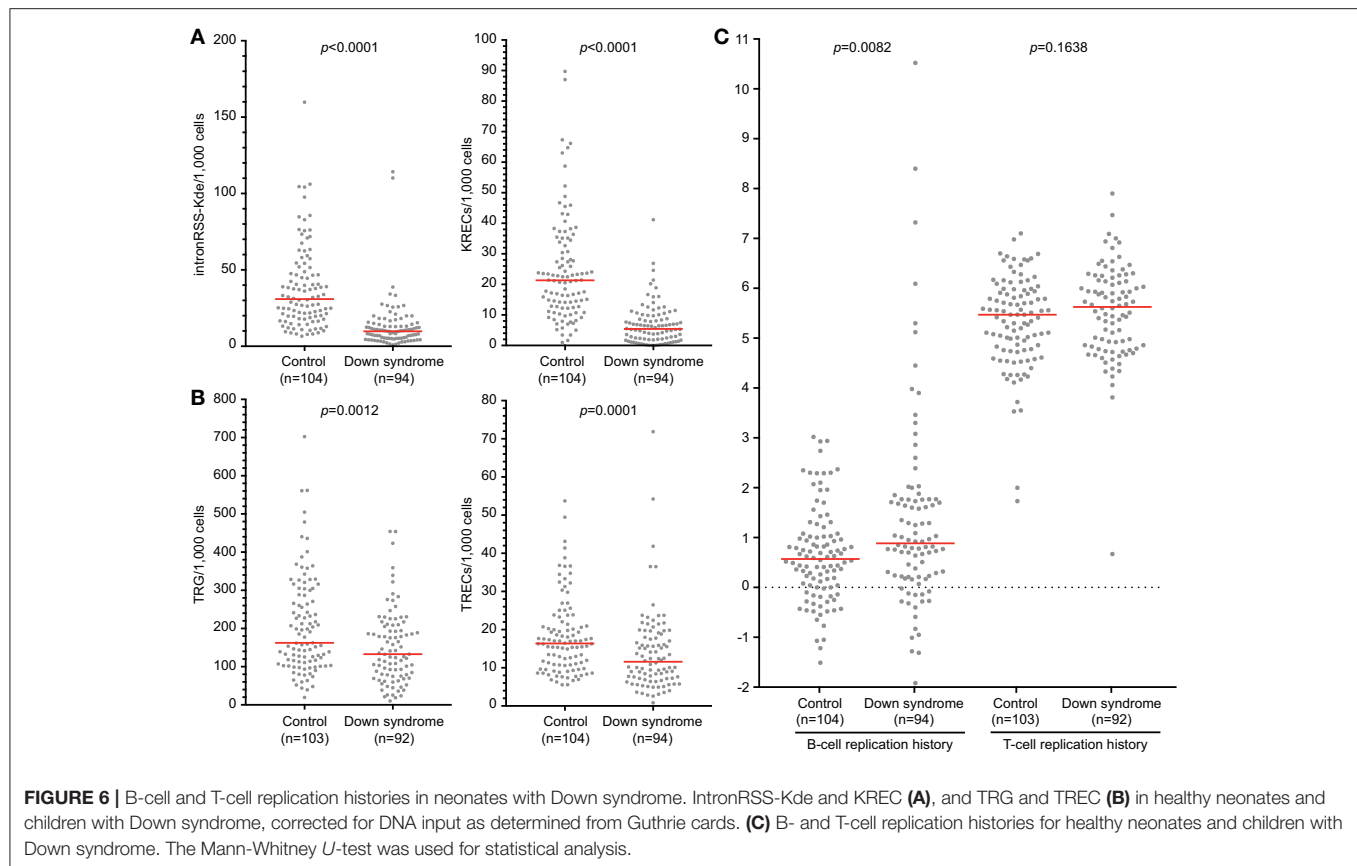 A
p<0.0001
intronRSS-Kde/1,000 cells
200
150
100
50
0
Control
(n=104)
Down syndrome
(n=94)
p<0.0001
KRECs/1,000 cells
100
90
80
70
60
50
40
30
20
10
0
Control
(n=104)
Down syndrome
(n=94)
B
p=0.0012
TRG/1,000 cells
800
700
600
500
400
300
200
100
0
Control
(n=103)
Down syndrome
(n=92)
p=0.0001
TRECs/1,000 cells
80
70
60
50
40
30
20
10
0
Control
(n=104)
Down syndrome
(n=94)
C
p=0.0082
p=0.1638
11
10
9
8
7
6
5
4
3
2
1
0
-1
-2
Control
(n=104)
Down syndrome
(n=94)
Control
(n=103)
Down syndrome
(n=92)
B-cell replication history
T-cell replication history
FIGURE 6 | B-cell and T-cell replication histories in neonates with Down syndrome. IntronRSS-Kde and KREC (A), and TRG and TREC (B) in healthy neonates and
children with Down syndrome, corrected for DNA input as determined from Guthrie cards. (C) B- and T-cell replication histories for healthy neonates and children with
Down syndrome. The Mann-Whitney U-test was used for statistical analysis.